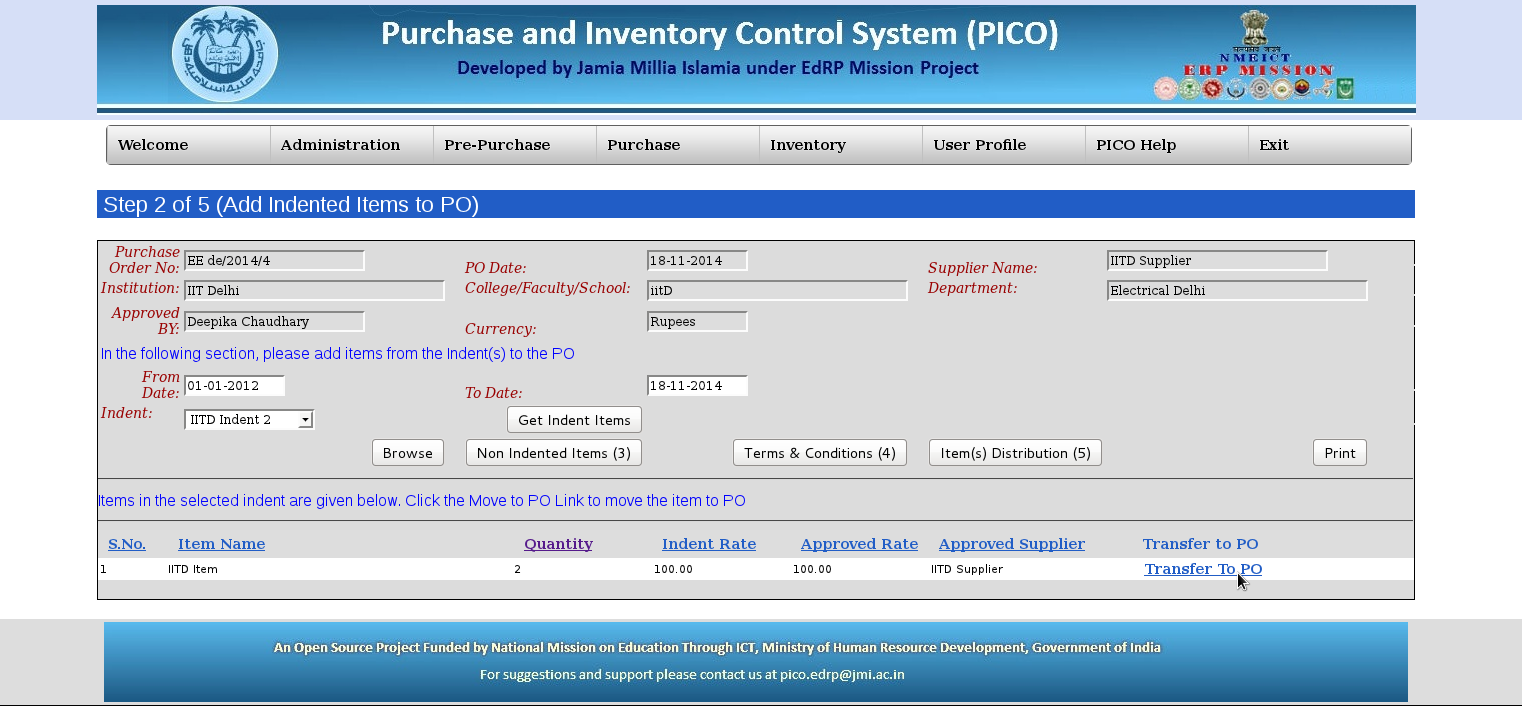 Purchase and Inventory Control System (PICO)
Developed by Jamia Millia Islamia under EdRP Mission Project
सत्यमेव जयते
NMEICT
ERP MISSION
Welcome Administration Pre-Purchase Purchase Inventory User Profile PICO Help Exit
Step 2 of 5 (Add Indented Items to PO)
Purchase Order No: EE de/2014/4 PO Date: 18-11-2014 Supplier Name: IITD Supplier
Institution: IIT Delhi College/Faculty/School: iitD Department: Electrical Delhi
Approved BY: Deepika Chaudhary Currency: Rupees
In the following section, please add items from the Indent(s) to the PO
From Date: 01-01-2012 To Date: 18-11-2014
Indent: IITD Indent 2 Get Indent Items
Browse Non Indented Items (3) Terms & Conditions (4) Item(s) Distribution (5) Print
Items in the selected indent are given below. Click the Move to PO Link to move the item to PO
S.No. Item Name Quantity Indent Rate Approved Rate Approved Supplier Transfer to PO
1 IITD Item 2 100.00 100.00 IITD Supplier Transfer To PO
An Open Source Project Funded by National Mission on Education Through ICT, Ministry of Human Resource Development, Government of India
For suggestions and support please contact us at pico.edrp@jmi.ac.in